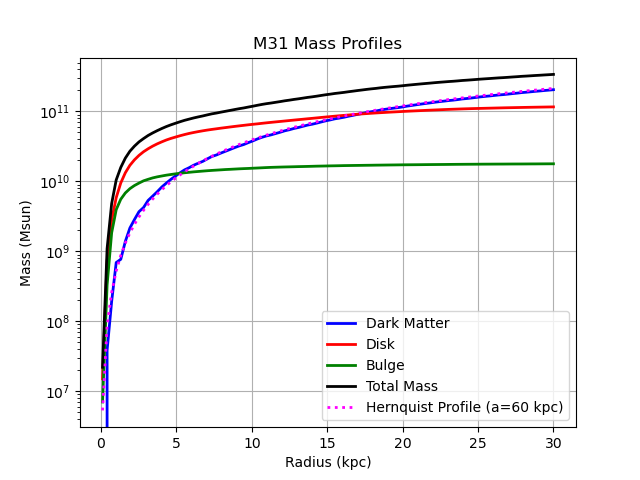 M31 Mass Profiles
Mass (Msun)
10^11
10^10
10^9
10^8
10^7
Dark Matter
Disk
Bulge
Total Mass
Hernquist Profile (a=60 kpc)
0 5 10 15 20 25 30
Radius (kpc)